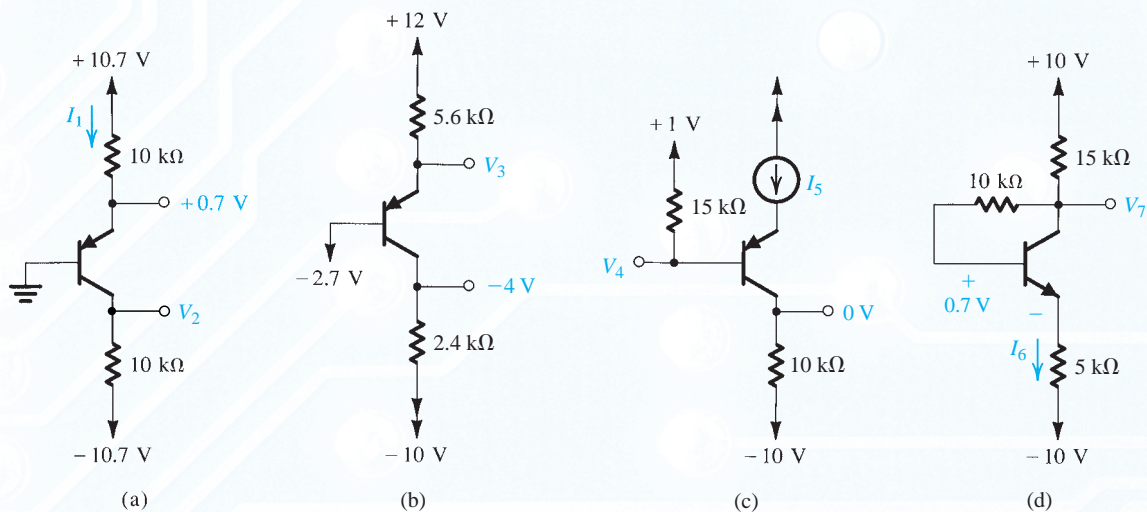 +10.7 V
I1
10 kΩ
+0.7 V
V2
10 kΩ
−10.7 V
(a)
+12 V
5.6 kΩ
V3
−2.7 V
−4 V
2.4 kΩ
−10 V
(b)
+1 V
I5
15 kΩ
V4
0 V
10 kΩ
−10 V
(c)
+10 V
15 kΩ
10 kΩ
V7
+
0.7 V
−
I6
5 kΩ
−10 V
(d)